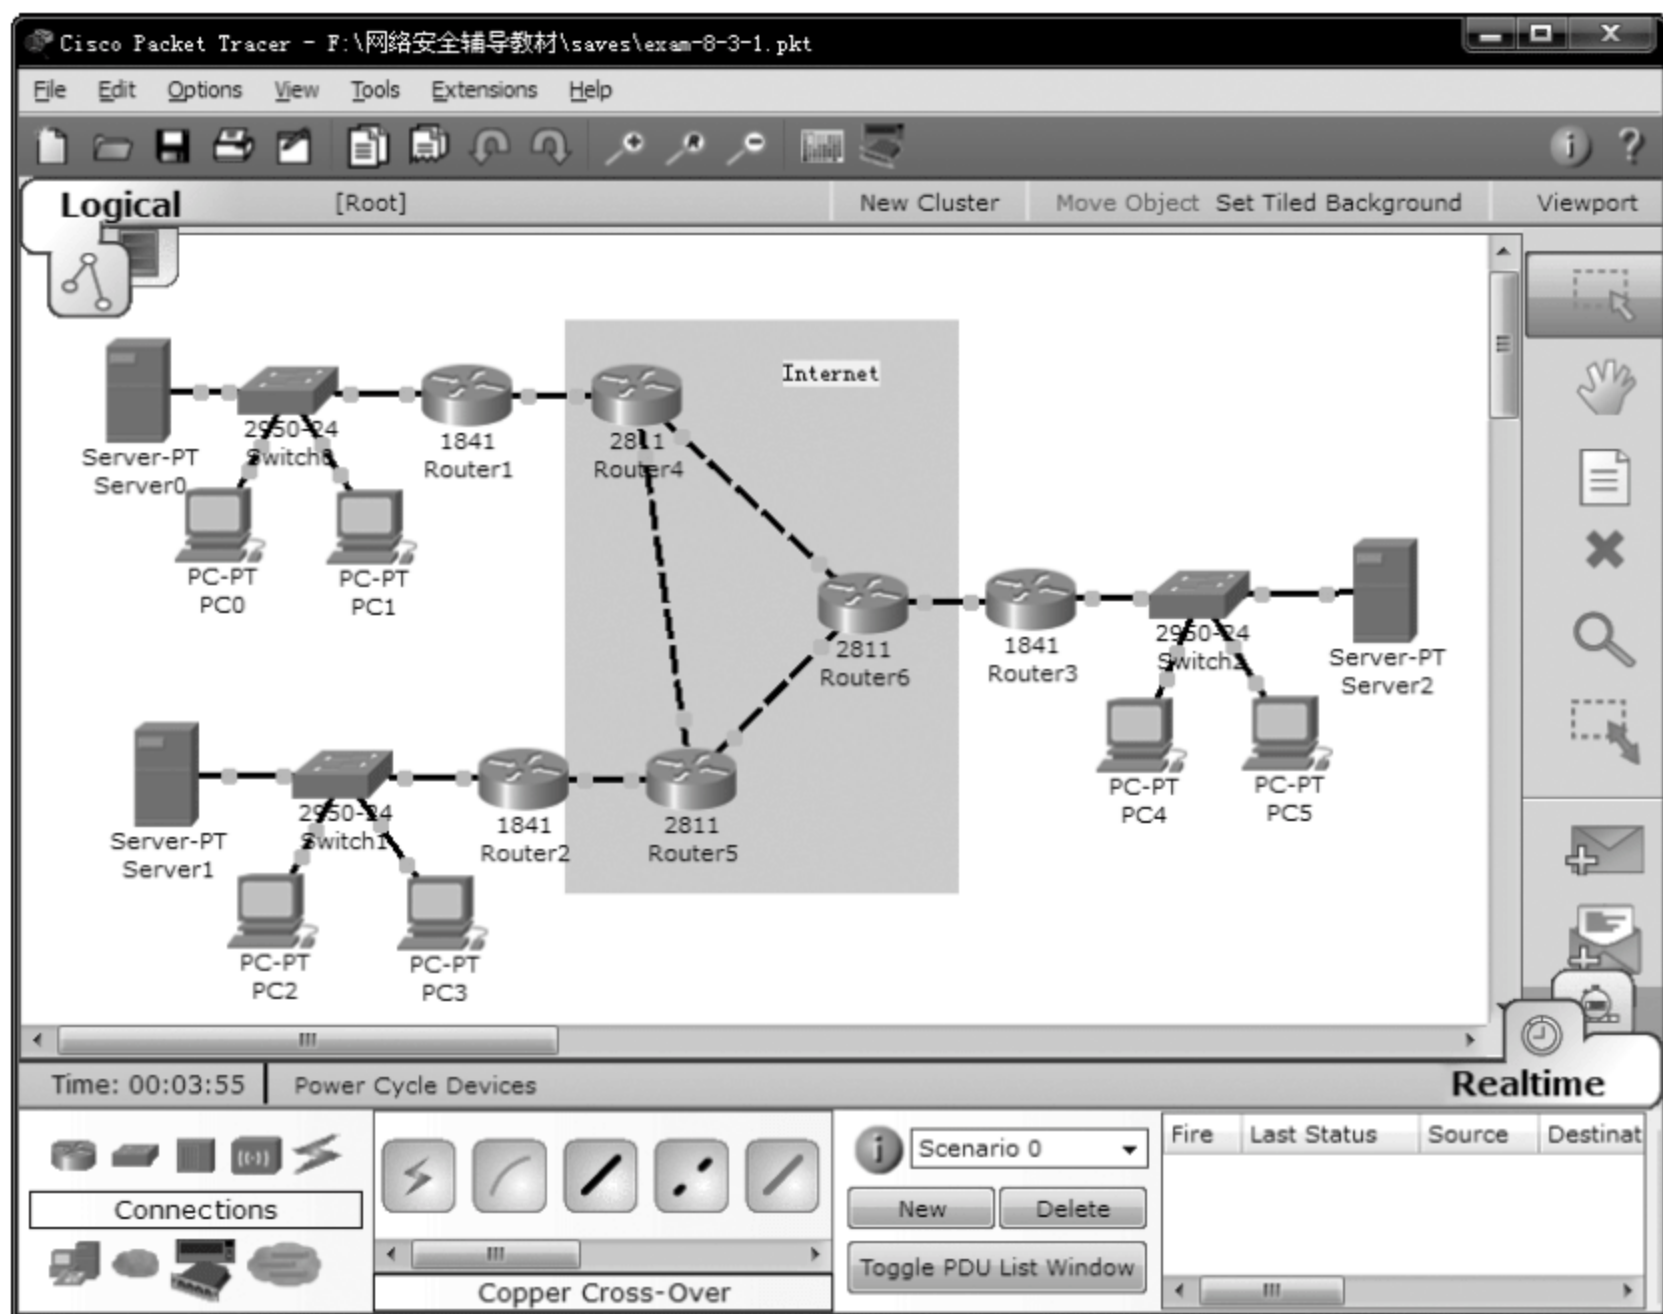 Cisco Packet Tracer - F:\网络安全辅导教材\saves\exam-8-3-1.pkt
File Edit Options View Tools Extensions Help
Logical [Root] New Cluster Move Object Set Tiled Background Viewport
Internet
Server-PT
Server0
2950-24
Switch0
1841
Router1
2811
Router4
PC-PT
PC0
PC-PT
PC1
2811
Router6
1841
Router3
2950-24
Switch2
Server-PT
Server2
PC-PT
PC4
PC-PT
PC5
Server-PT
Server1
2950-24
Switch1
1841
Router2
2811
Router5
PC-PT
PC2
PC-PT
PC3
Time: 00:03:55 Power Cycle Devices Realtime
Connections
Copper Cross-Over
Scenario 0
New Delete
Toggle PDU List Window
Fire Last Status Source Destinat